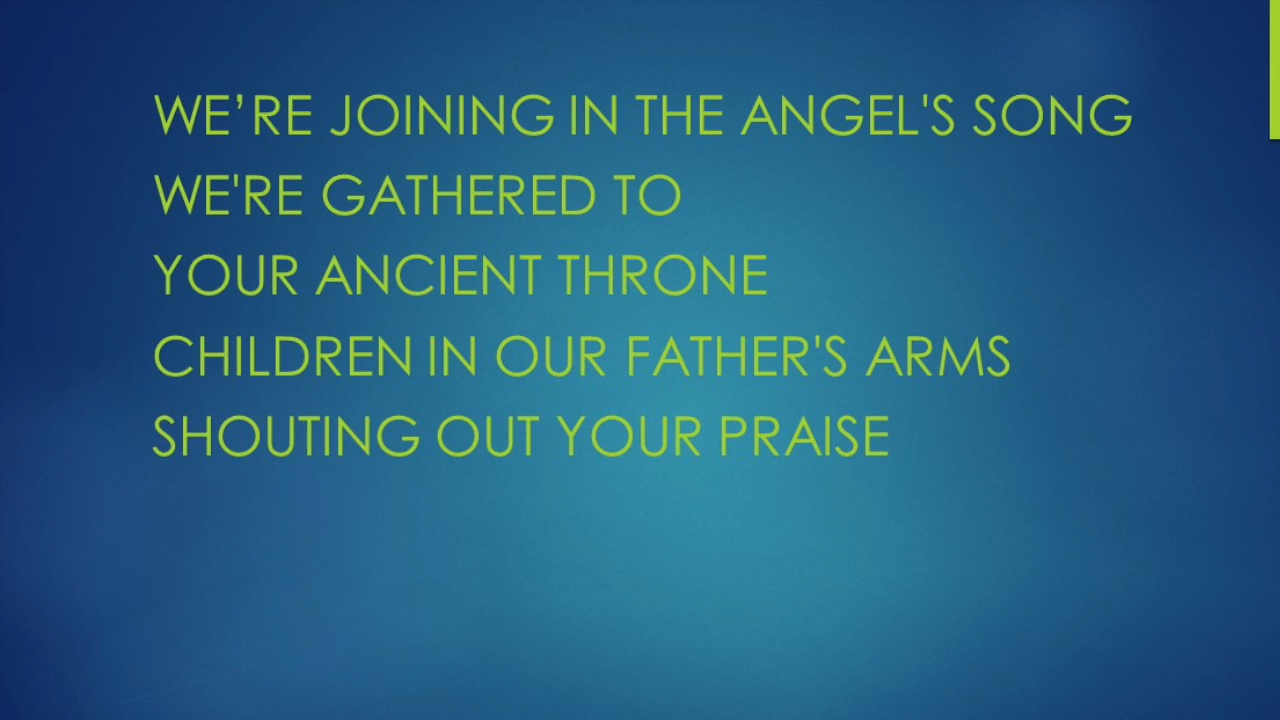 WE’RE JOINING IN THE ANGEL'S SONG
WE'RE GATHERED TO
YOUR ANCIENT THRONE
CHILDREN IN OUR FATHER'S ARMS
SHOUTING OUT YOUR PRAISE